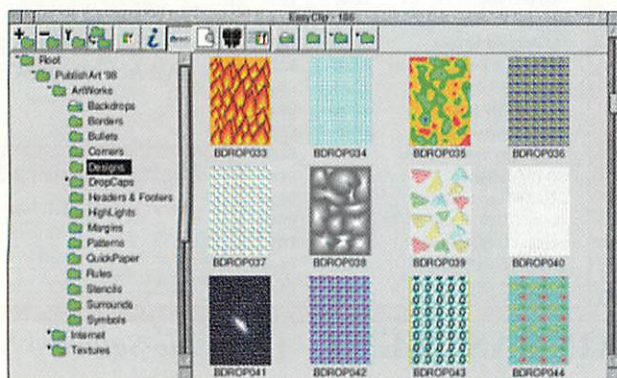 EasyClip - 186
Root
PublishArt '98
ArtWorks
Backdrops
Borders
Bullets
Corners
Designs
DropCaps
Headers & Footers
HighLights
Margins
Patterns
QuickPaper
Rules
Stencils
Surrounds
Symbols
Internet
Textures
BDROP033 BDROP034 BDROP035 BDROP036
BDROP037 BDROP038 BDROP039 BDROP040
BDROP041 BDROP042 BDROP043 BDROP044